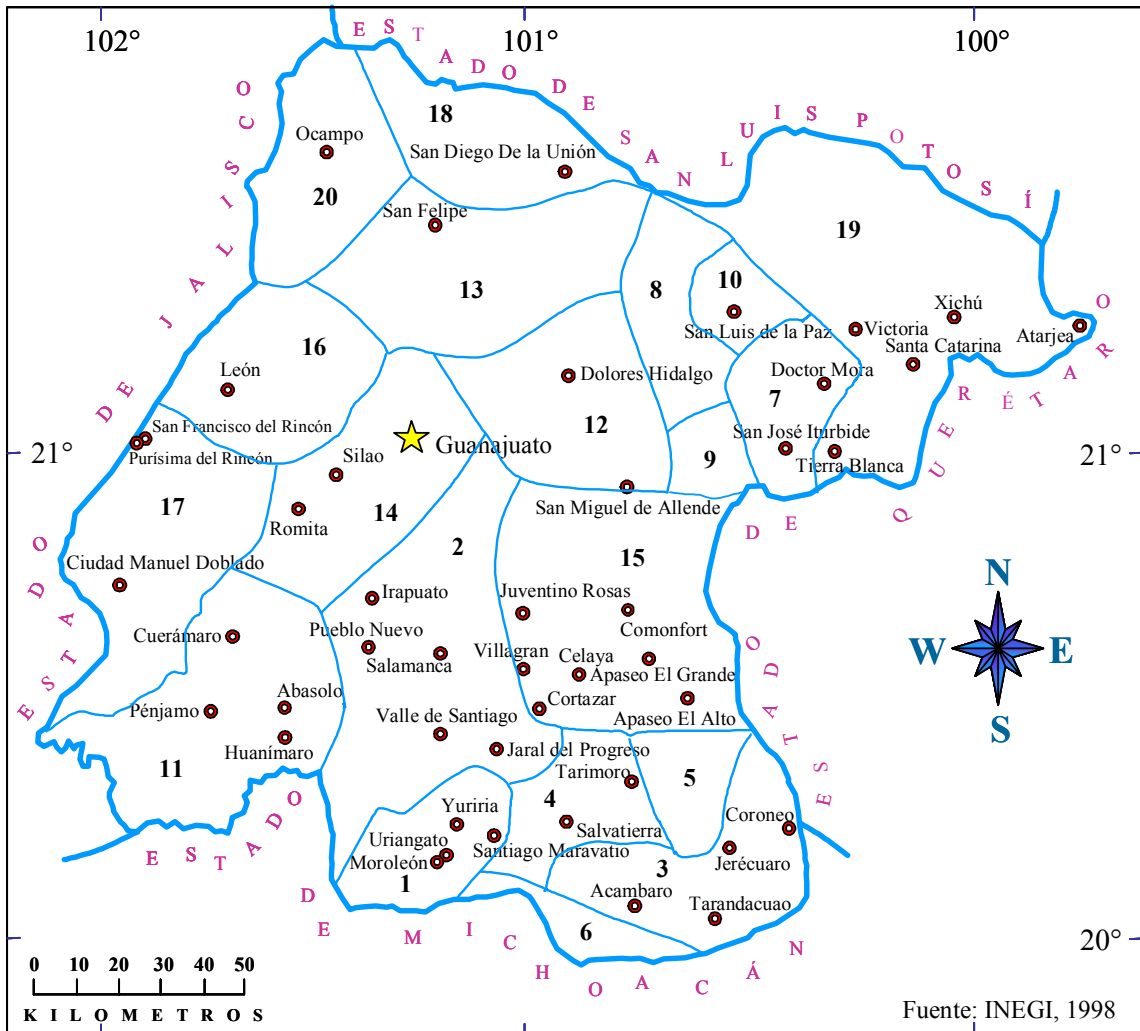 102°
101°
100°
ESTADO DE SAN LUIS POTOSÍ
ESTADO DE JALISCO
18
Ocampo
San Diego De la Unión
20
San Felipe
19
13
8
10
Xichú
San Luis de la Paz
Victoria
Atarjea
16
Santa Catarina
León
Dolores Hidalgo
Doctor Mora
7
12
San Francisco del Rincón
Guanajuato
San José Iturbide
21°
Purísima del Rincón
Silao
9
Tierra Blanca
21°
17
Romita
14
San Miguel de Allende
2
ESTADO DE QUERÉTARO
15
Ciudad Manuel Doblado
Irapuato
Juventino Rosas
N
Cuerámaro
Pueblo Nuevo
Comonfort
W
E
Salamanca
Villagran
Celaya
Apaseo El Grande
Abasolo
Cortazar
Pénjamo
Valle de Santiago
Apaseo El Alto
S
Huanímaro
Jaral del Progreso
11
Tarimoro
5
4
Yuriria
Coroneo
Uriangato
Salvatierra
Santiago Maravatio
Moroleón
3
Jerécuaro
1
Acambaro
Tarandacuao
6
20°
ESTADO DE MICHOACÁN
0 10 20 30 40 50
KILOMETROS
Fuente: INEGI, 1998